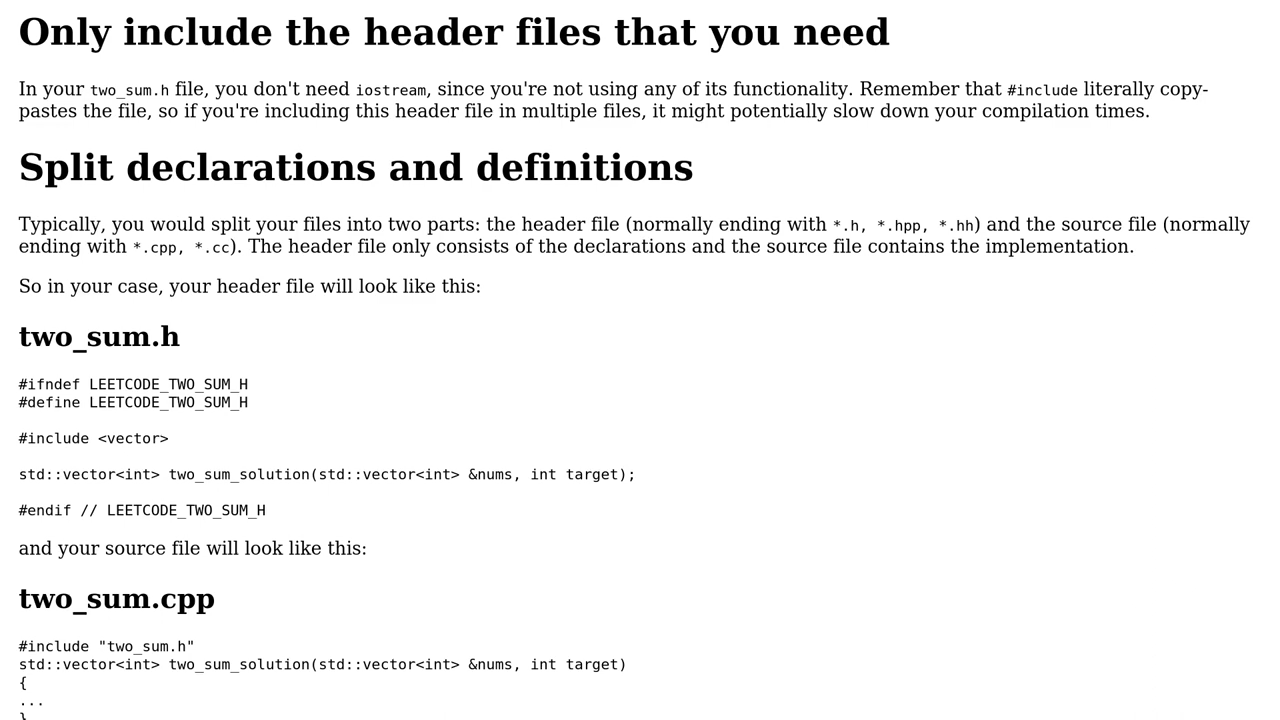 Only include the header files that you need
In your two_sum.h file, you don't need iostream, since you're not using any of its functionality. Remember that #include literally copy-
pastes the file, so if you're including this header file in multiple files, it might potentially slow down your compilation times.
Split declarations and definitions
Typically, you would split your files into two parts: the header file (normally ending with *.h, *.hpp, *.hh) and the source file (normally
ending with *.cpp, *.cc). The header file only consists of the declarations and the source file contains the implementation.
So in your case, your header file will look like this:
two_sum.h
#ifndef LEETCODE_TWO_SUM_H
#define LEETCODE_TWO_SUM_H
#include <vector>
std::vector<int> two_sum_solution(std::vector<int> &nums, int target);
#endif // LEETCODE_TWO_SUM_H
and your source file will look like this:
two_sum.cpp
#include "two_sum.h"
std::vector<int> two_sum_solution(std::vector<int> &nums, int target)
{
...
}